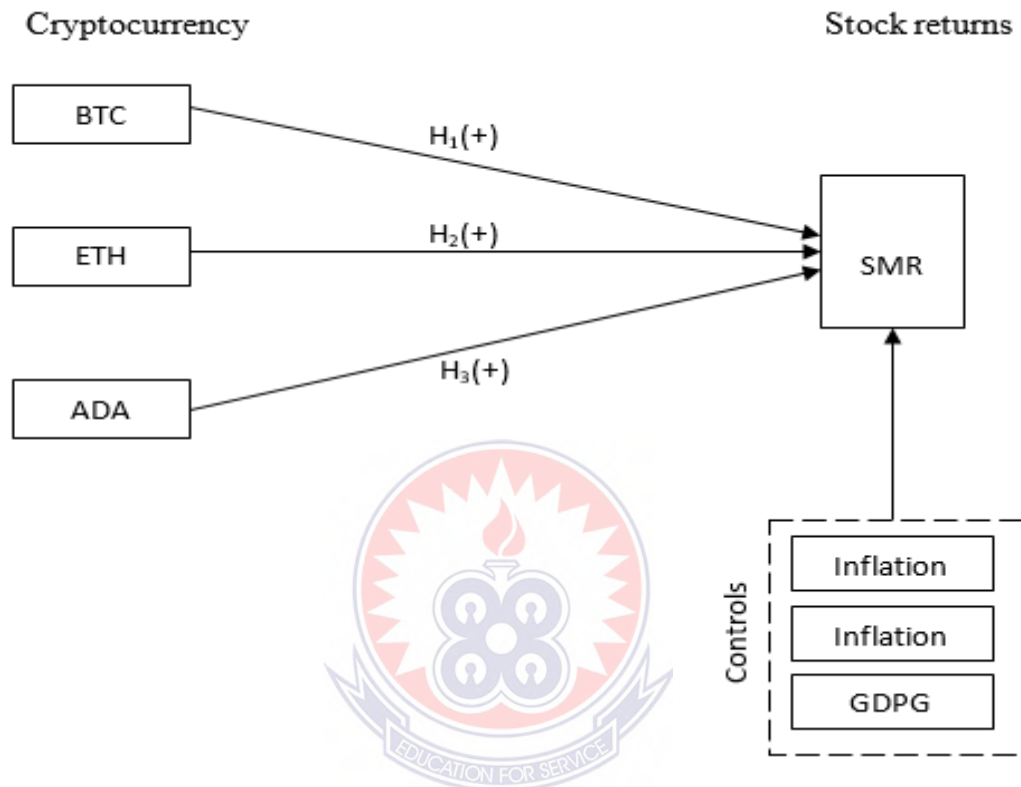 Cryptocurrency
Stock returns
BTC
H₁(+)
ETH
H₂(+)
SMR
ADA
H₃(+)
Controls
Inflation
Inflation
GDPG
EDUCATION FOR SERVICE